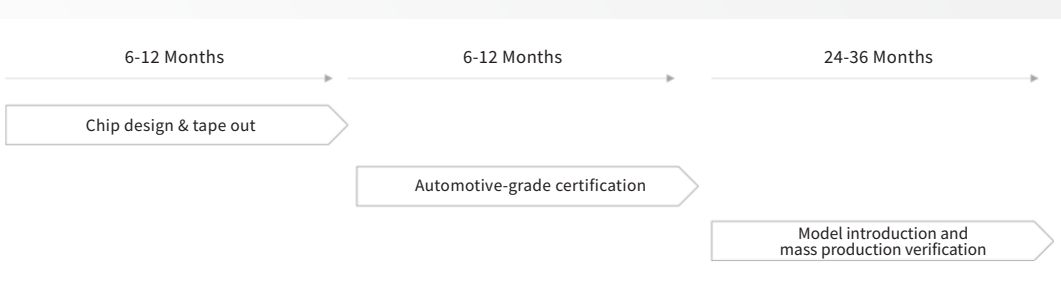 6-12 Months
6-12 Months
24-36 Months
Chip design & tape out
Automotive-grade certification
Model introduction and
mass production verification